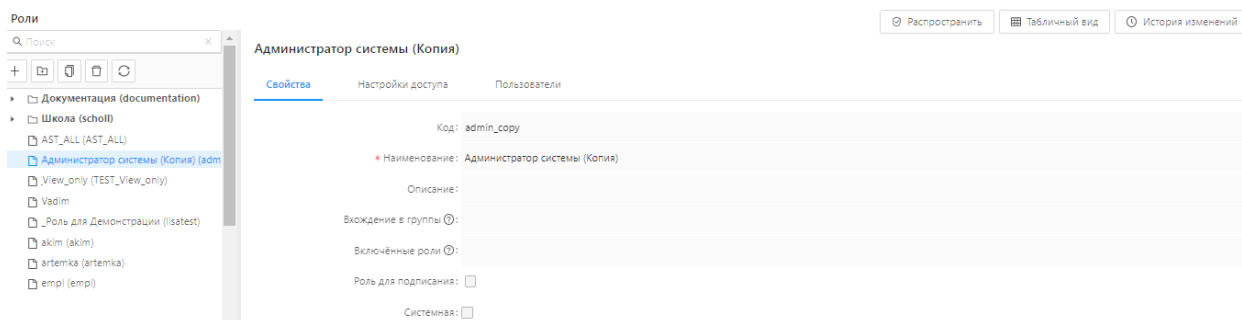 Роли
Распространить
Табличный вид
История изменений
Поиск
Документация (documentation)
Школа (scholl)
AST_ALL (AST_ALL)
Администратор системы (Копия) (adm
_View_only (TEST_View_only)
Vadim
_Роль для Демонстрации (lisatest)
akim (akim)
artemka (artemka)
empl (empl)
Администратор системы (Копия)
Свойства Настройки доступа Пользователи
Код: admin_copy
* Наименование: Администратор системы (Копия)
Описание:
Вхождение в группы ?:
Включённые роли ?:
Роль для подписания:
Системная: